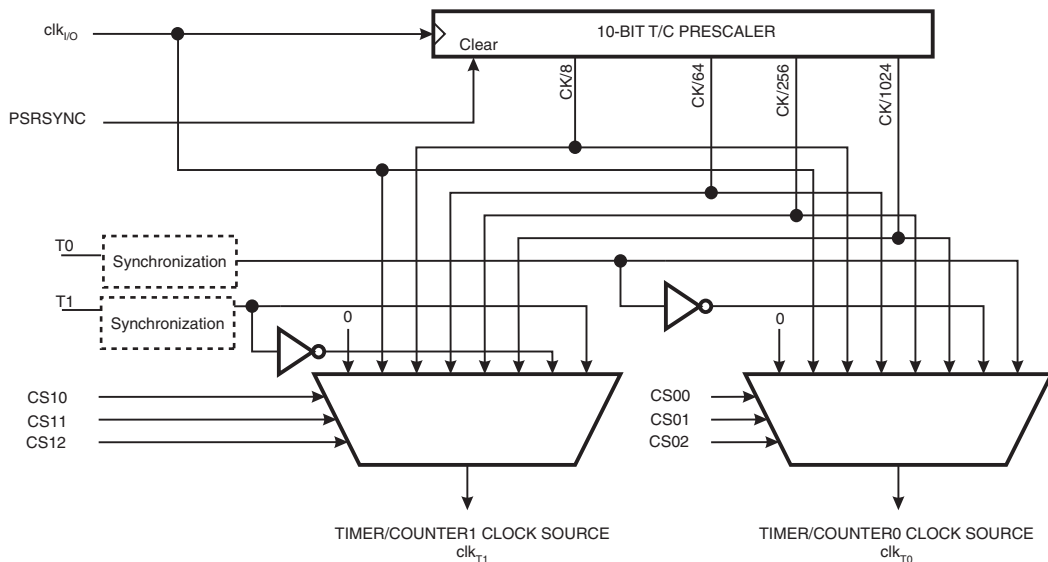 clkI/O
10-BIT T/C PRESCALER
Clear
CK/8
CK/64
CK/256
CK/1024
PSRSYNC
T0
Synchronization
T1
Synchronization
0
0
CS10
CS11
CS12
CS00
CS01
CS02
TIMER/COUNTER1 CLOCK SOURCE
clkT1
TIMER/COUNTER0 CLOCK SOURCE
clkT0